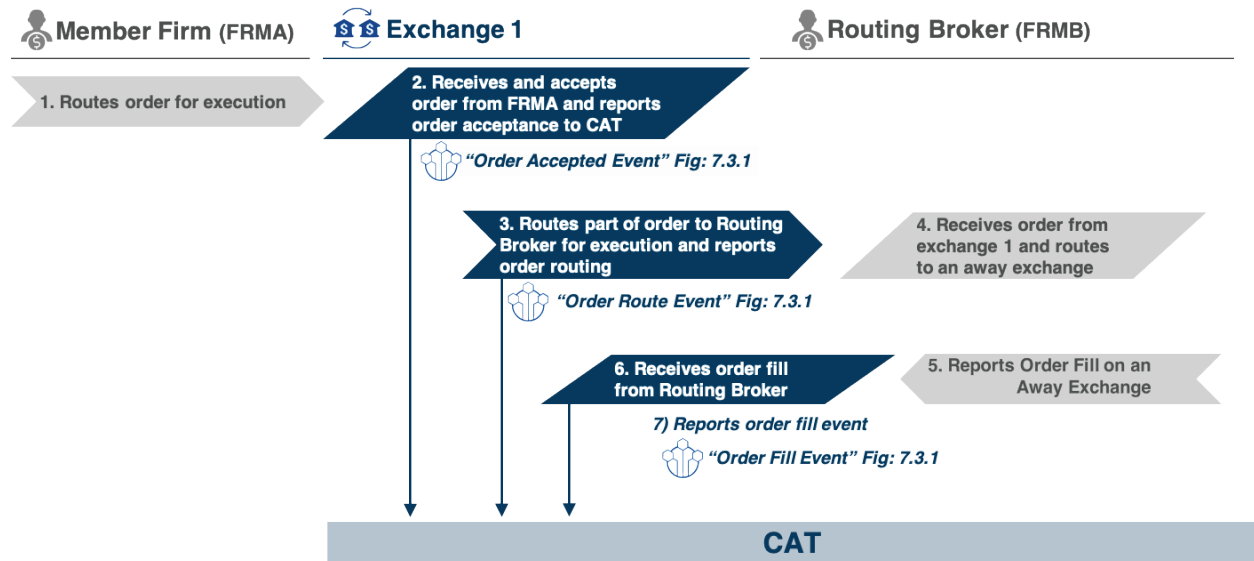 Member Firm (FRMA)
Exchange 1
Routing Broker (FRMB)
1. Routes order for execution
2. Receives and accepts
order from FRMA and reports
order acceptance to CAT
“Order Accepted Event” Fig: 7.3.1
3. Routes part of order to Routing
Broker for execution and reports
order routing
4. Receives order from
exchange 1 and routes
to an away exchange
“Order Route Event” Fig: 7.3.1
6. Receives order fill
from Routing Broker
5. Reports Order Fill on an
Away Exchange
7) Reports order fill event
“Order Fill Event” Fig: 7.3.1
CAT